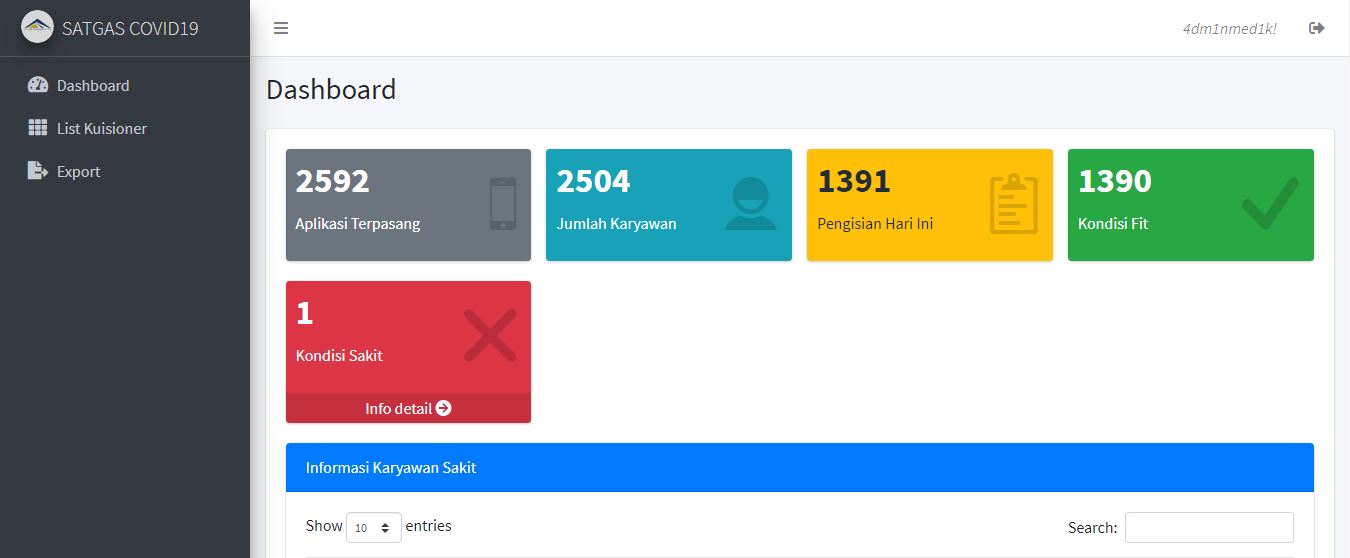 SATGAS COVID19
4dm1nmed1k!
Dashboard
List Kuisioner
Export
Dashboard
2592
Aplikasi Terpasang
2504
Jumlah Karyawan
1391
Pengisian Hari Ini
1390
Kondisi Fit
1
Kondisi Sakit
Info detail
Informasi Karyawan Sakit
Show 10 entries
Search: